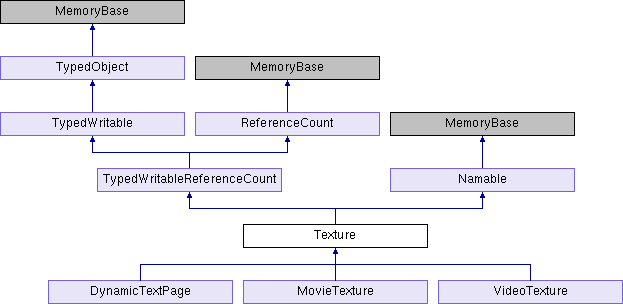 MemoryBase
TypedObject
MemoryBase
TypedWritable
ReferenceCount
MemoryBase
TypedWritableReferenceCount
Namable
Texture
DynamicTextPage
MovieTexture
VideoTexture